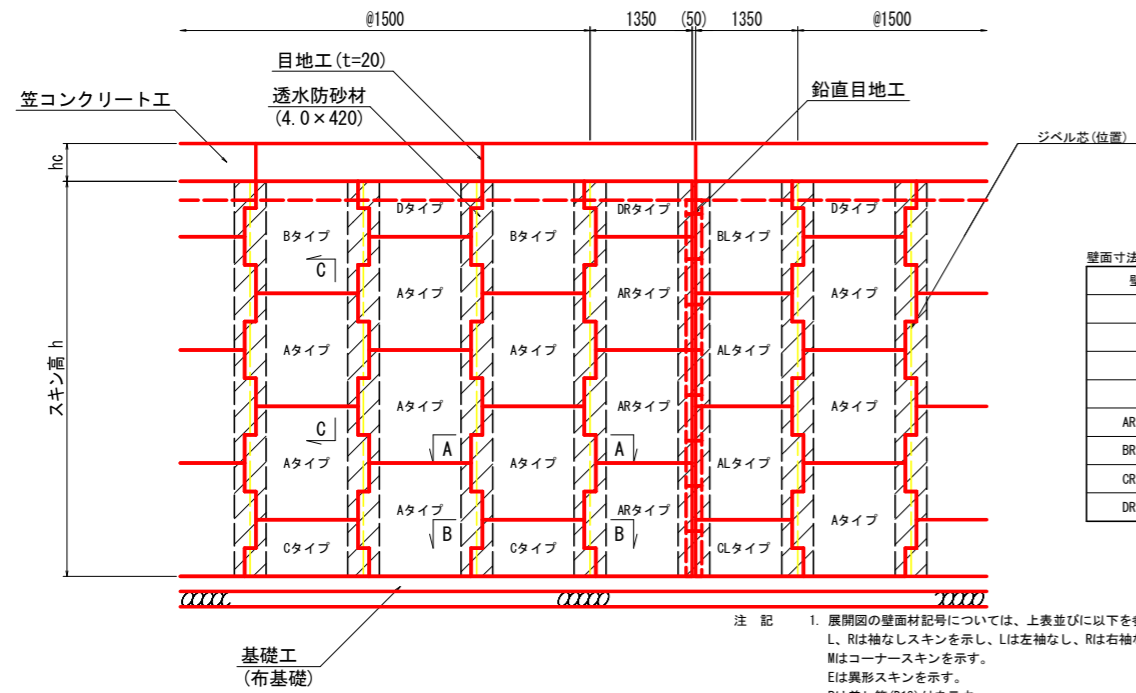 @1500
1350
(50)
1350
@1500
目地工(t=20)
笠コンクリート工
透水防砂材
(4.0×420)
鉛直目地工
ジベル芯(位置)
hc
スキン高 h
Dタイプ
DRタイプ
Dタイプ
Bタイプ
Bタイプ
BLタイプ
C
Aタイプ
ARタイプ
Aタイプ
Aタイプ
Aタイプ
ALタイプ
Aタイプ
ARタイプ
Aタイプ
C
A
A
Aタイプ
Aタイプ
ALタイプ
Aタイプ
ARタイプ
Aタイプ
B
B
Cタイプ
Cタイプ
CLタイプ
基礎工
(布基礎)
壁面寸法
AR
BR
CR
DR
注 記 1. 展開図の壁面材記号については、上表並びに以下を
L、Rは袖なしスキンを示し、Lは左袖なし、Rは右袖な
Mはコーナースキンを示す。
Eは異形スキンを示す。